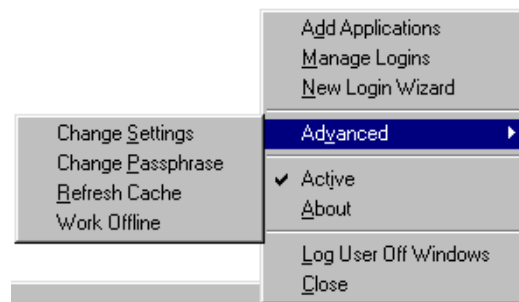 Add Applications
Manage Logins
New Login Wizard
Advanced
Change Settings
Change Passphrase
Refresh Cache
Work Offline
Active
About
Log User Off Windows
Close